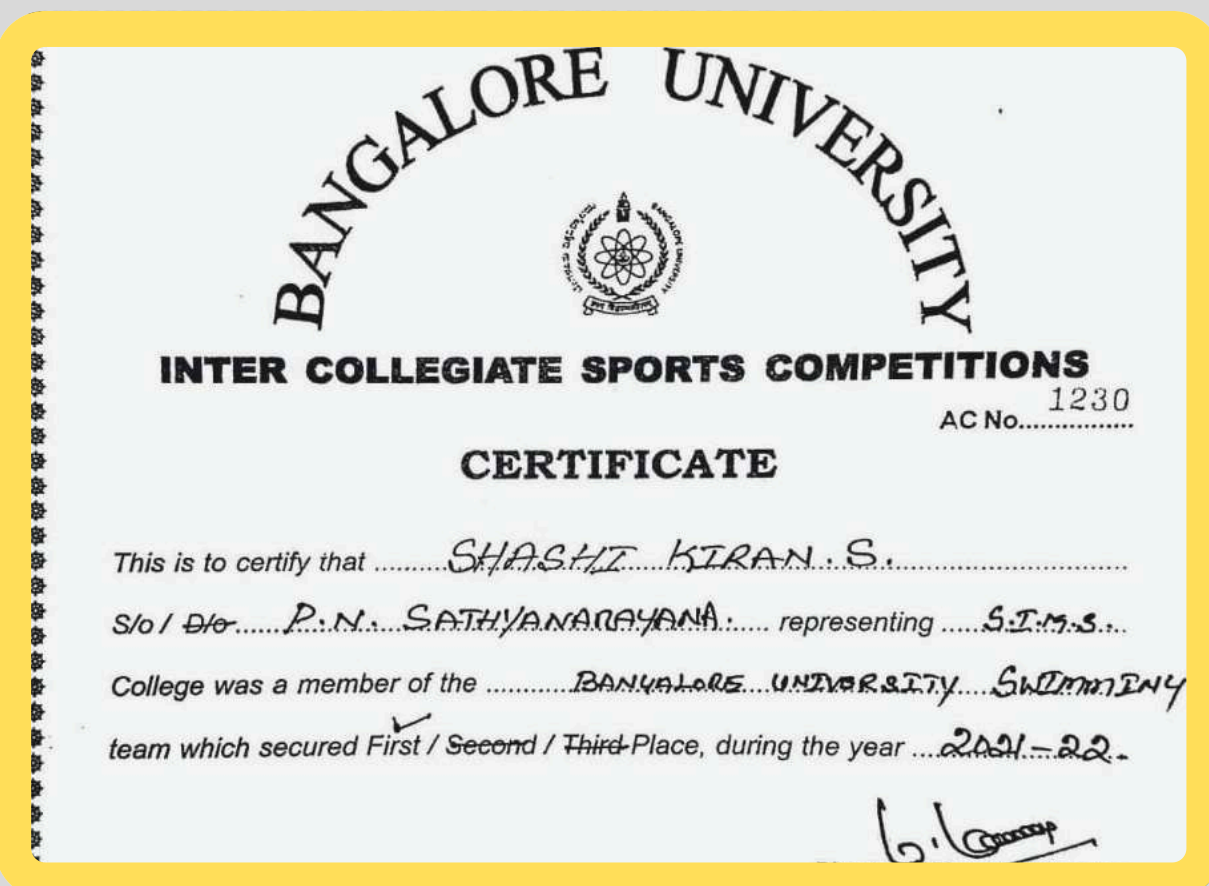 BANGALORE UNIVERSITY
BANGALORE UNIVERSITY
INTER COLLEGIATE SPORTS COMPETITIONS
AC No................ 1230
CERTIFICATE
This is to certify that ......... SHASHI KIRAN. S. ..............................
S/o / D/o...... P. N. SATHYANARAYANA. ..... representing ..... S.I.M.S. ..
College was a member of the ........... BANGALORE UNIVERSITY SWIMMING
team which secured First / Second / Third Place, during the year .... 2021-22.